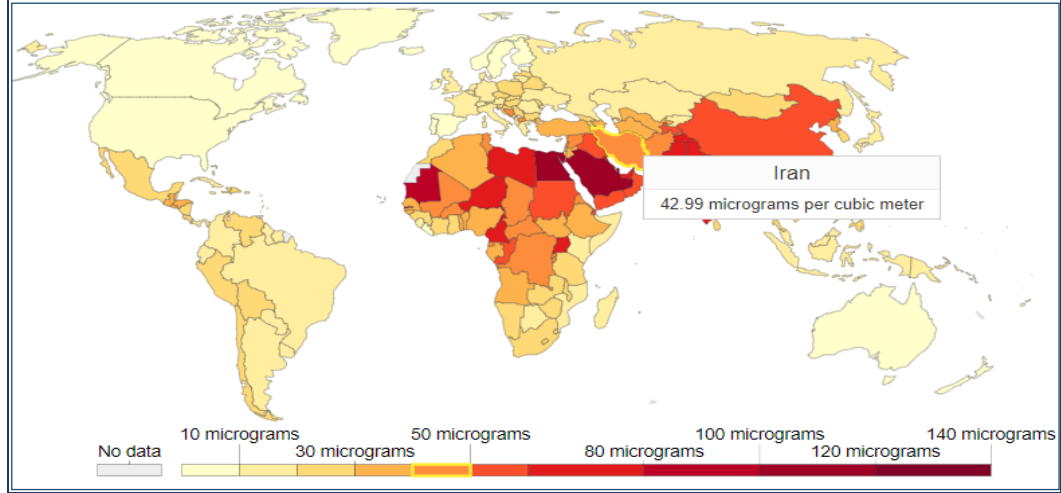 Iran
42.99 micrograms per cubic meter
10 micrograms
50 micrograms
100 micrograms
140 micrograms
No data
30 micrograms
80 micrograms
120 micrograms